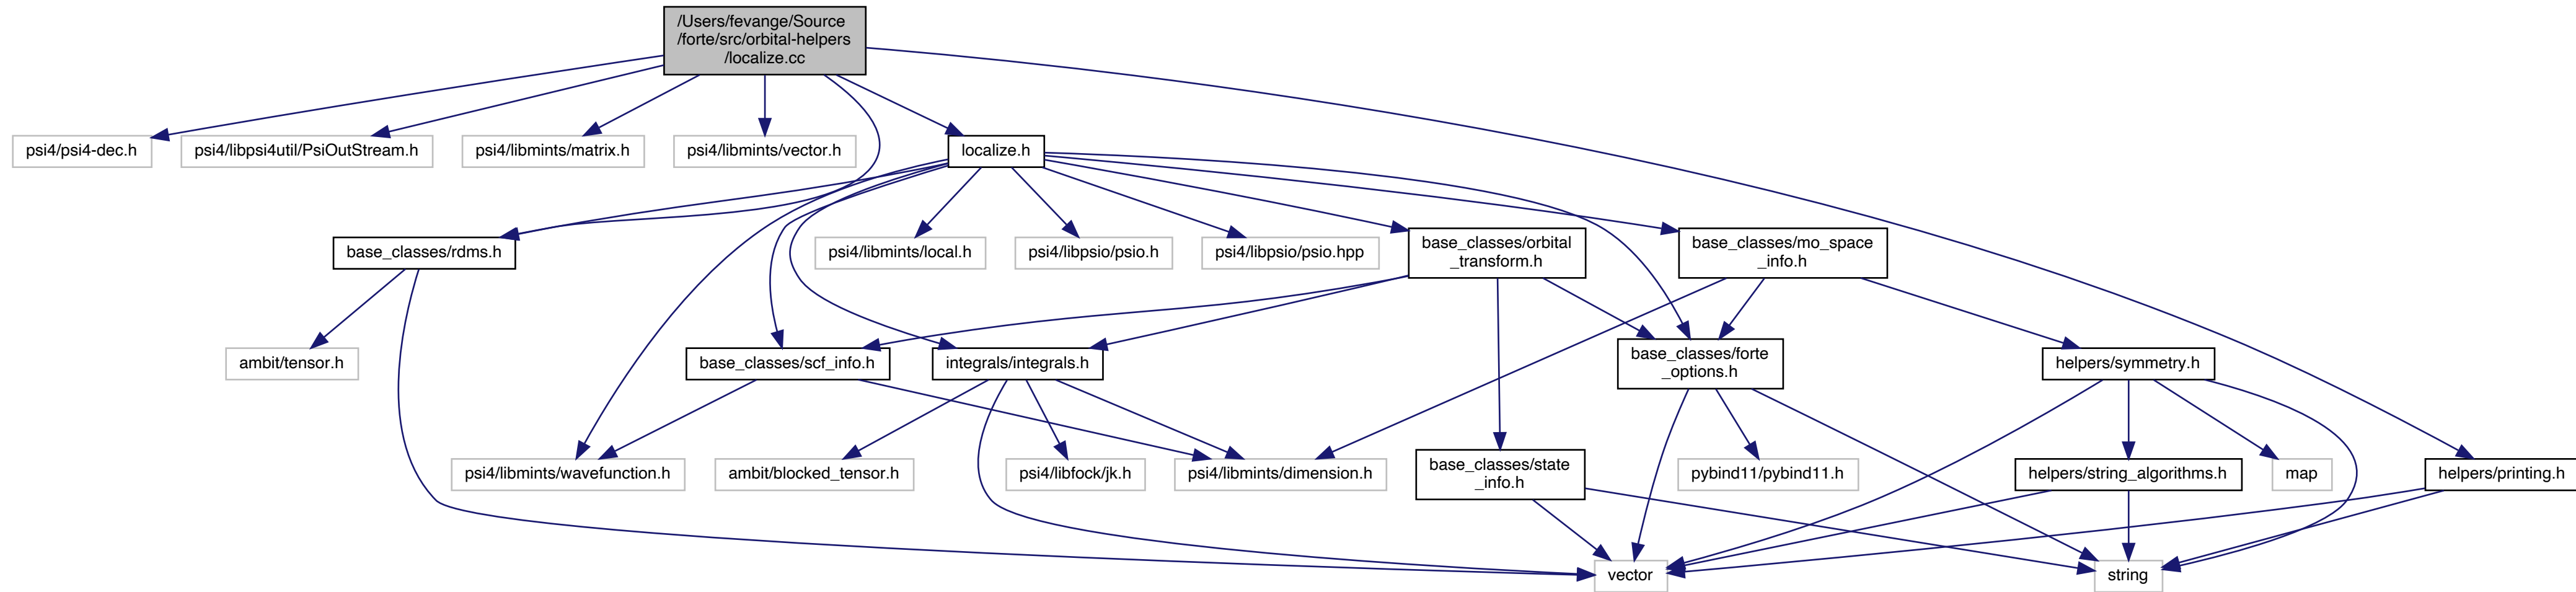 /Users/fevange/Source
/forte/src/orbital-helpers
/localize.cc
psi4/psi4-dec.h
psi4/libpsi4util/PsiOutStream.h
psi4/libmints/matrix.h
psi4/libmints/vector.h
localize.h
base_classes/rdms.h
psi4/libmints/local.h
psi4/libpsio/psio.h
psi4/libpsio/psio.hpp
base_classes/orbital
_transform.h
base_classes/mo_space
_info.h
ambit/tensor.h
base_classes/scf_info.h
integrals/integrals.h
base_classes/forte
_options.h
helpers/symmetry.h
psi4/libmints/wavefunction.h
ambit/blocked_tensor.h
psi4/libfock/jk.h
psi4/libmints/dimension.h
base_classes/state
_info.h
pybind11/pybind11.h
helpers/string_algorithms.h
map
helpers/printing.h
vector
string